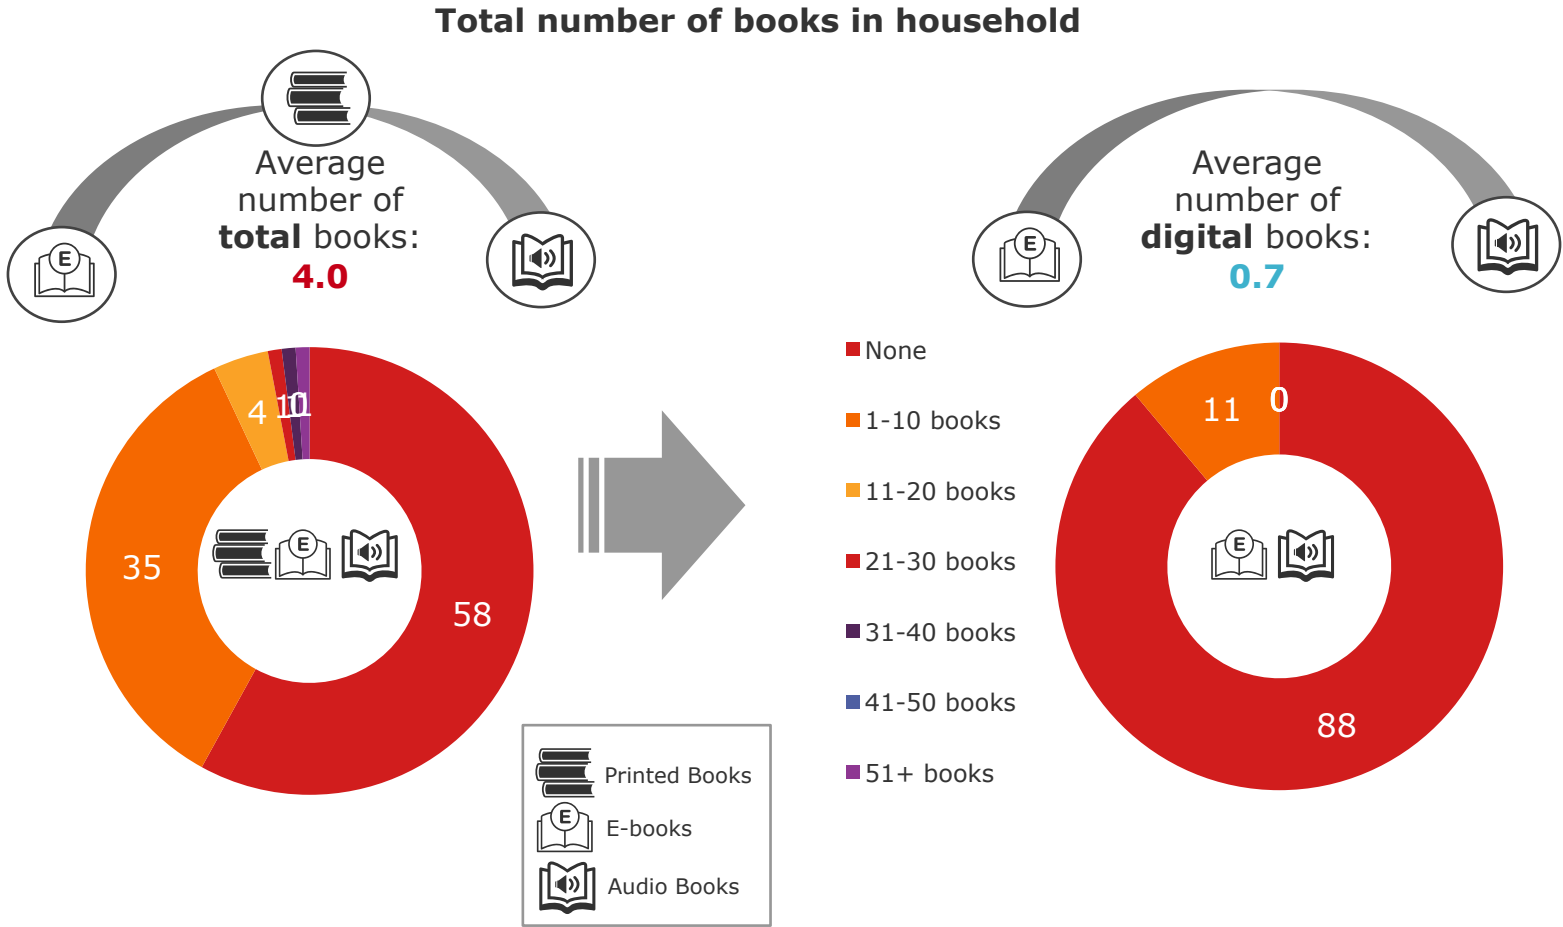 Total number of books in household
Average
number of
total books:
4.0
E
4
35
58
Printed Books
E
E-books
Audio Books
None
1-10 books
11-20 books
21-30 books
31-40 books
41-50 books
51+ books
Average
number of
digital books:
0.7
E
11
0
E
88